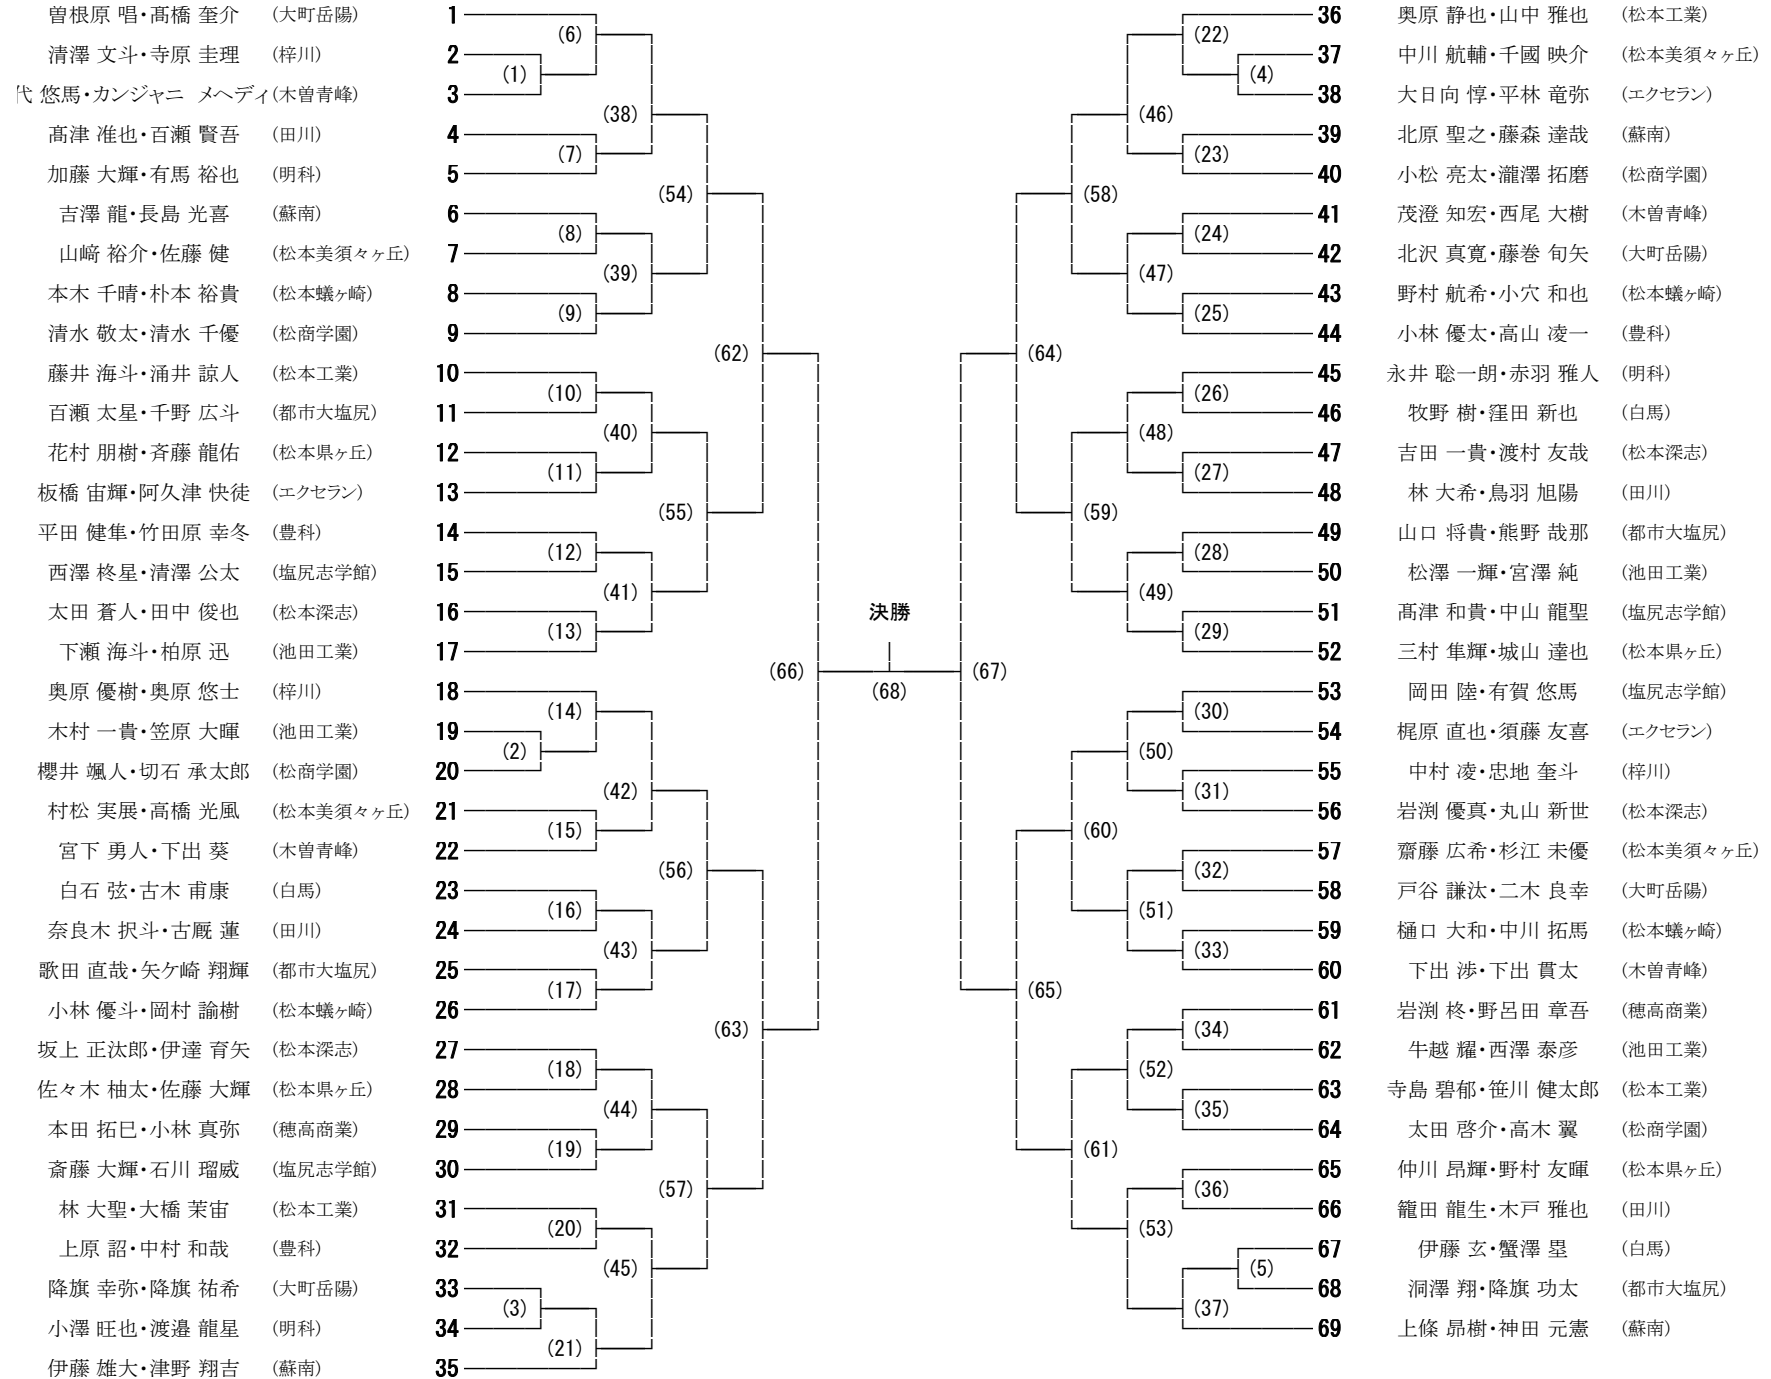 曽根原 唱・髙橋 奎介 (大町岳陽) 1
清澤 文斗・寺原 圭理 (梓川) 2
代 悠馬・カンジャニ メヘディ (木曽青峰) 3
髙津 准也・百瀬 賢吾 (田川) 4
加藤 大輝・有馬 裕也 (明科) 5
吉澤 龍・長島 光喜 (蘇南) 6
山﨑 裕介・佐藤 健 (松本美須々ヶ丘) 7
本木 千晴・朴本 裕貴 (松本蟻ヶ崎) 8
清水 敬太・清水 千優 (松商学園) 9
藤井 海斗・涌井 諒人 (松本工業) 10
百瀬 太星・千野 広斗 (都市大塩尻) 11
花村 朋樹・斉藤 龍佑 (松本県ヶ丘) 12
板橋 宙輝・阿久津 快徒 (エクセラン) 13
平田 健隼・竹田原 幸冬 (豊科) 14
西澤 柊星・清澤 公太 (塩尻志学館) 15
太田 蒼人・田中 俊也 (松本深志) 16
下瀬 海斗・柏原 迅 (池田工業) 17
奥原 優樹・奥原 悠士 (梓川) 18
木村 一貴・笠原 大暉 (池田工業) 19
櫻井 颯人・切石 承太郎 (松商学園) 20
村松 実展・高橋 光風 (松本美須々ヶ丘) 21
宮下 勇人・下出 葵 (木曽青峰) 22
白石 弦・古木 甫康 (白馬) 23
奈良木 択斗・古厩 蓮 (田川) 24
歌田 直哉・矢ケ崎 翔輝 (都市大塩尻) 25
小林 優斗・岡村 諭樹 (松本蟻ヶ崎) 26
坂上 正汰郎・伊達 育矢 (松本深志) 27
佐々木 柚太・佐藤 大輝 (松本県ヶ丘) 28
本田 拓巳・小林 真弥 (穂高商業) 29
斎藤 大輝・石川 瑠威 (塩尻志学館) 30
林 大聖・大橋 茉宙 (松本工業) 31
上原 詔・中村 和哉 (豊科) 32
降旗 幸弥・降旗 祐希 (大町岳陽) 33
小澤 旺也・渡邉 龍星 (明科) 34
伊藤 雄大・津野 翔吉 (蘇南) 35
(1)
(2)
(3)
(6)
(7)
(8)
(9)
(10)
(11)
(12)
(13)
(14)
(15)
(16)
(17)
(18)
(19)
(20)
(21)
(38)
(39)
(40)
(41)
(42)
(43)
(44)
(45)
(54)
(55)
(56)
(57)
(62)
(63)
(66)
決勝
(68)
(67)
(64)
(65)
(58)
(59)
(60)
(61)
(46)
(47)
(48)
(49)
(50)
(51)
(52)
(53)
(22)
(23)
(24)
(25)
(26)
(27)
(28)
(29)
(30)
(31)
(32)
(33)
(34)
(35)
(36)
(37)
(4)
(5)
36 奥原 静也・山中 雅也 (松本工業)
37 中川 航輔・千國 映介 (松本美須々ヶ丘)
38 大日向 惇・平林 竜弥 (エクセラン)
39 北原 聖之・藤森 達哉 (蘇南)
40 小松 亮太・瀧澤 拓磨 (松商学園)
41 茂澄 知宏・西尾 大樹 (木曽青峰)
42 北沢 真寛・藤巻 旬矢 (大町岳陽)
43 野村 航希・小穴 和也 (松本蟻ヶ崎)
44 小林 優太・高山 凌一 (豊科)
45 永井 聡一朗・赤羽 雅人 (明科)
46 牧野 樹・窪田 新也 (白馬)
47 吉田 一貴・渡村 友哉 (松本深志)
48 林 大希・鳥羽 旭陽 (田川)
49 山口 将貴・熊野 哉那 (都市大塩尻)
50 松澤 一輝・宮澤 純 (池田工業)
51 髙津 和貴・中山 龍聖 (塩尻志学館)
52 三村 隼輝・城山 達也 (松本県ヶ丘)
53 岡田 陸・有賀 悠馬 (塩尻志学館)
54 梶原 直也・須藤 友喜 (エクセラン)
55 中村 凌・忠地 奎斗 (梓川)
56 岩渕 優真・丸山 新世 (松本深志)
57 齋藤 広希・杉江 未優 (松本美須々ヶ丘)
58 戸谷 謙汰・二木 良幸 (大町岳陽)
59 樋口 大和・中川 拓馬 (松本蟻ヶ崎)
60 下出 渉・下出 貫太 (木曽青峰)
61 岩渕 柊・野呂田 章吾 (穂高商業)
62 牛越 耀・西澤 泰彦 (池田工業)
63 寺島 碧郁・笹川 健太郎 (松本工業)
64 太田 啓介・高木 翼 (松商学園)
65 仲川 昂輝・野村 友暉 (松本県ヶ丘)
66 籠田 龍生・木戸 雅也 (田川)
67 伊藤 玄・蟹澤 塁 (白馬)
68 洞澤 翔・降旗 功太 (都市大塩尻)
69 上條 昴樹・神田 元憲 (蘇南)